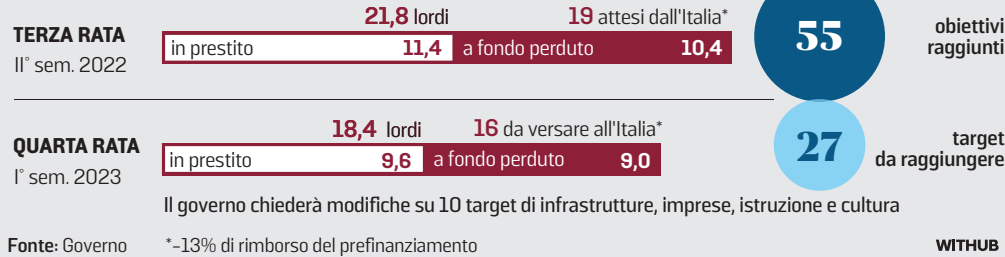 21,8 lordi 19 attesi dall'Italia*
TERZA RATA
II° sem. 2022
in prestito 11,4 a fondo perduto 10,4
55 obiettivi
raggiunti
18,4 lordi 16 da versare all'Italia*
QUARTA RATA
I° sem. 2023
in prestito 9,6 a fondo perduto 9,0
27 target
da raggiungere
Il governo chiederà modifiche su 10 target di infrastrutture, imprese, istruzione e cultura
Fonte: Governo *-13% di rimborso del prefinanziamento WITHUB